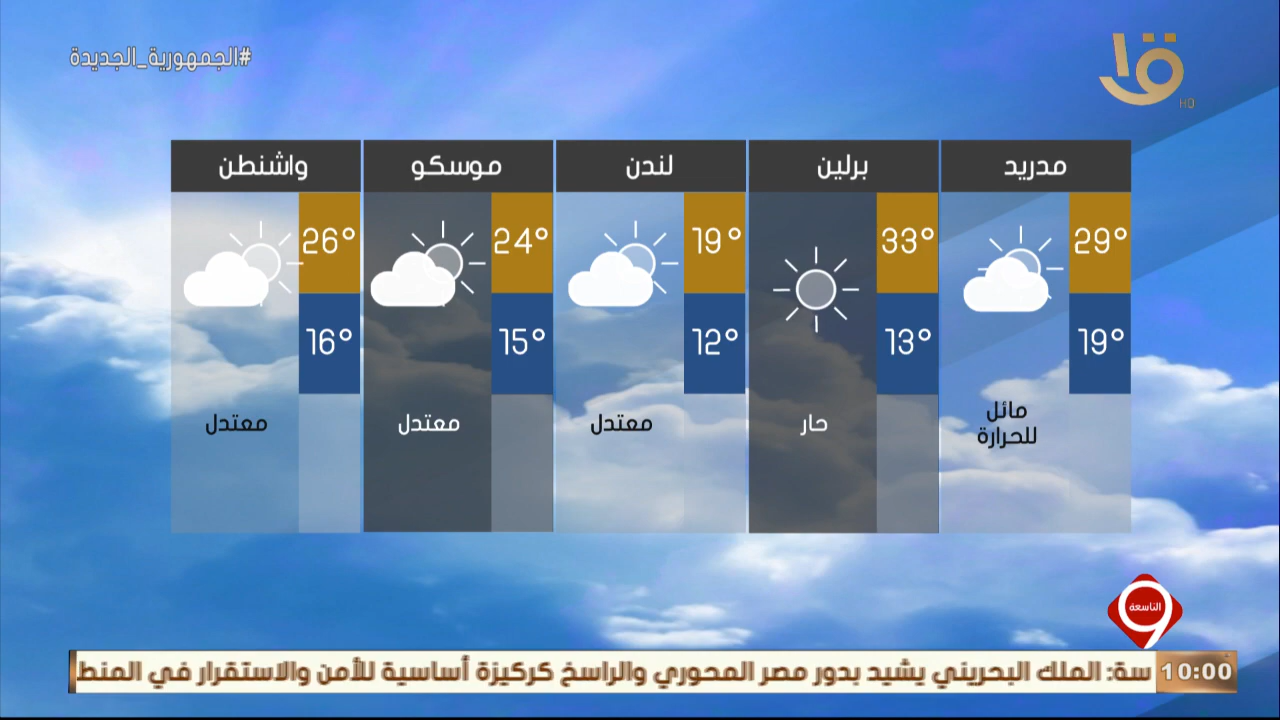 #الجمهورية_الجديدة
HD
مدريد
29°
19°
مائل
للحرارة
برلين
33°
13°
حار
لندن
19°
12°
معتدل
موسكو
24°
15°
معتدل
واشنطن
26°
16°
معتدل
التاسعة
9
10:00
سة: الملك البحريني يشيد بدور مصر المحوري والراسخ كركيزة أساسية للأمن والاستقرار في المنط